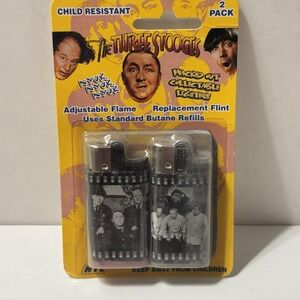 CHILD RESISTANT
2
PACK
The THREE STOOGES
NYUK
NYUK
NYUK
WACKED OUT
COLLECTABLE
LIGHTERS
Adjustable Flame Replacement Flint
Uses Standard Butane Refills
KEEP AWAY FROM CHILDREN